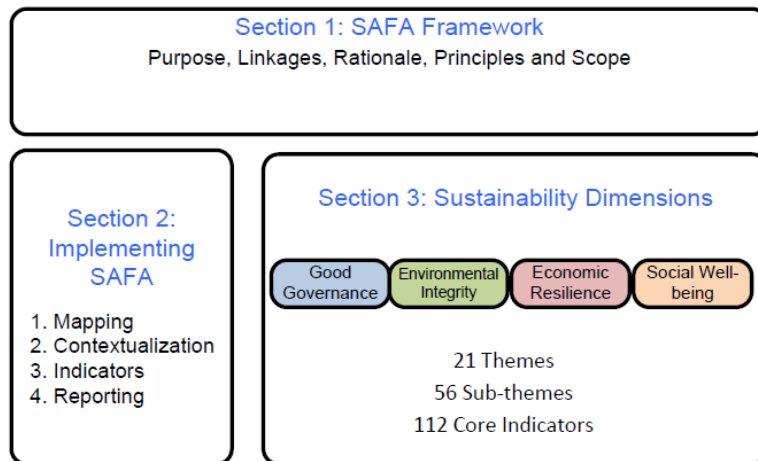 Section 1: SAFA Framework
Purpose, Linkages, Rationale, Principles and Scope
Section 2:
Implementing
SAFA
1. Mapping
2. Contextualization
3. Indicators
4. Reporting
Section 3: Sustainability Dimensions
Good
Governance
Environmental
Integrity
Economic
Resilience
Social Well-
being
21 Themes
56 Sub-themes
112 Core Indicators